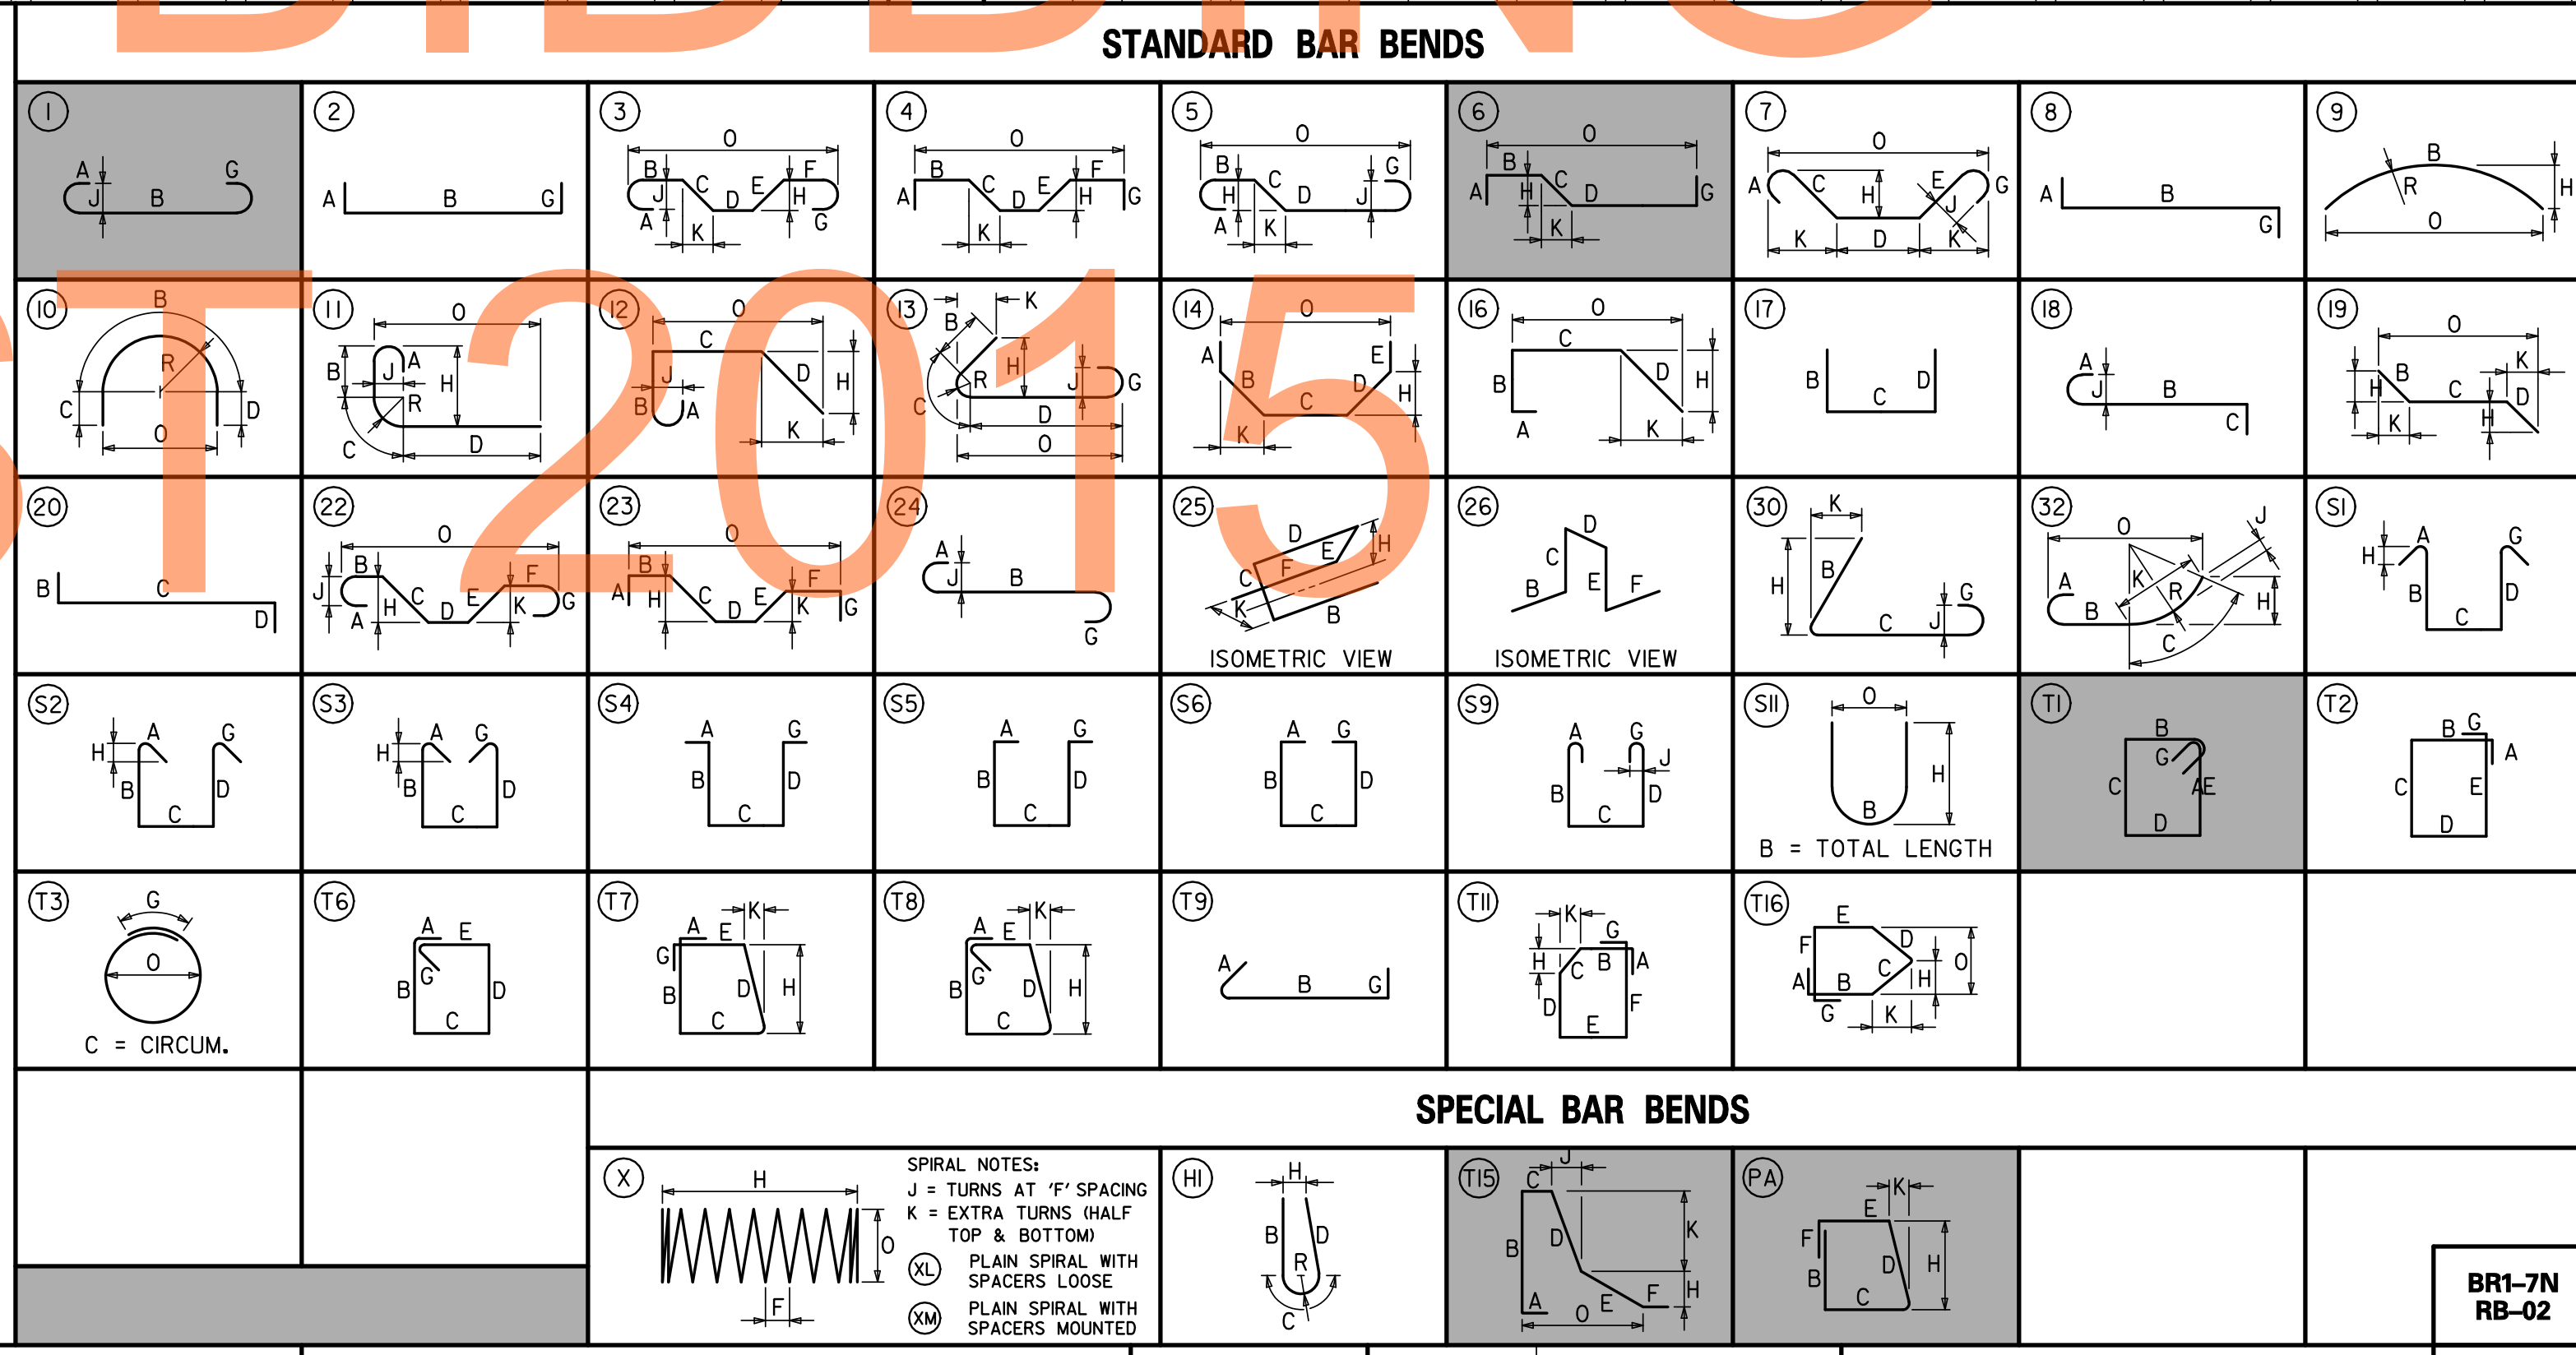 BIDDING
STANDARD BAR BENDS
1
A G
J B
2
A B G
3
O
B F
J C D E H
A G
K
4
O
B F
A C D E H G
K
5
O
B G
H C D J
A
K
6
O
B
A H C D G
K
7
O
A C H E G
J
K D K
8
A B
G
9
B
R H
O
10
B
R
C D
O
11
O
A
B J H
R
C D
12
O
C
J D H
B A
K
13
K
B
H
R J G
C D
O
14
O
A E
B D H
C
K
16
O
C
B D H
A
K
17
B D
C
18
A
J B
C
19
O
K
B
H C D
H
K
ST 2015
20
B C
D
22
O
B F
J H C D E K G
A
23
O
B F
A H C D E K G
24
A
J B
G
25
D
E H
C F
K B
ISOMETRIC VIEW
26
D
C
B E F
ISOMETRIC VIEW
30
K
H B
G
C J
32
O J
K
A R H
B
C
S1
A G
H
B D
C
S2
A G
H
B D
C
S3
A G
H
B D
C
S4
A G
B D
C
S5
A G
B D
C
S6
A G
B D
C
S9
A G
J
B D
C
S11
O
H
B
B = TOTAL LENGTH
T1
B
G
C AE
D
T2
B G
A
C E
D
T3
G
O
C = CIRCUM.
T6
A E
G
B D
C
T7
K
A E
G
B D H
C
T8
K
A E
G
B D H
C
T9
A
B G
T11
K
G
H C B A
D F
E
T16
E
F D
C O
A B H
G K
SPECIAL BAR BENDS
X
H
O
F
SPIRAL NOTES:
J = TURNS AT 'F' SPACING
K = EXTRA TURNS (HALF
TOP & BOTTOM)
XL PLAIN SPIRAL WITH
SPACERS LOOSE
XM PLAIN SPIRAL WITH
SPACERS MOUNTED
H1
H
B D
R
C
T15
J
C
D K
B
H
A E F
O
PA
K
E
F
D H
B
C
BR1-7N
RB-02